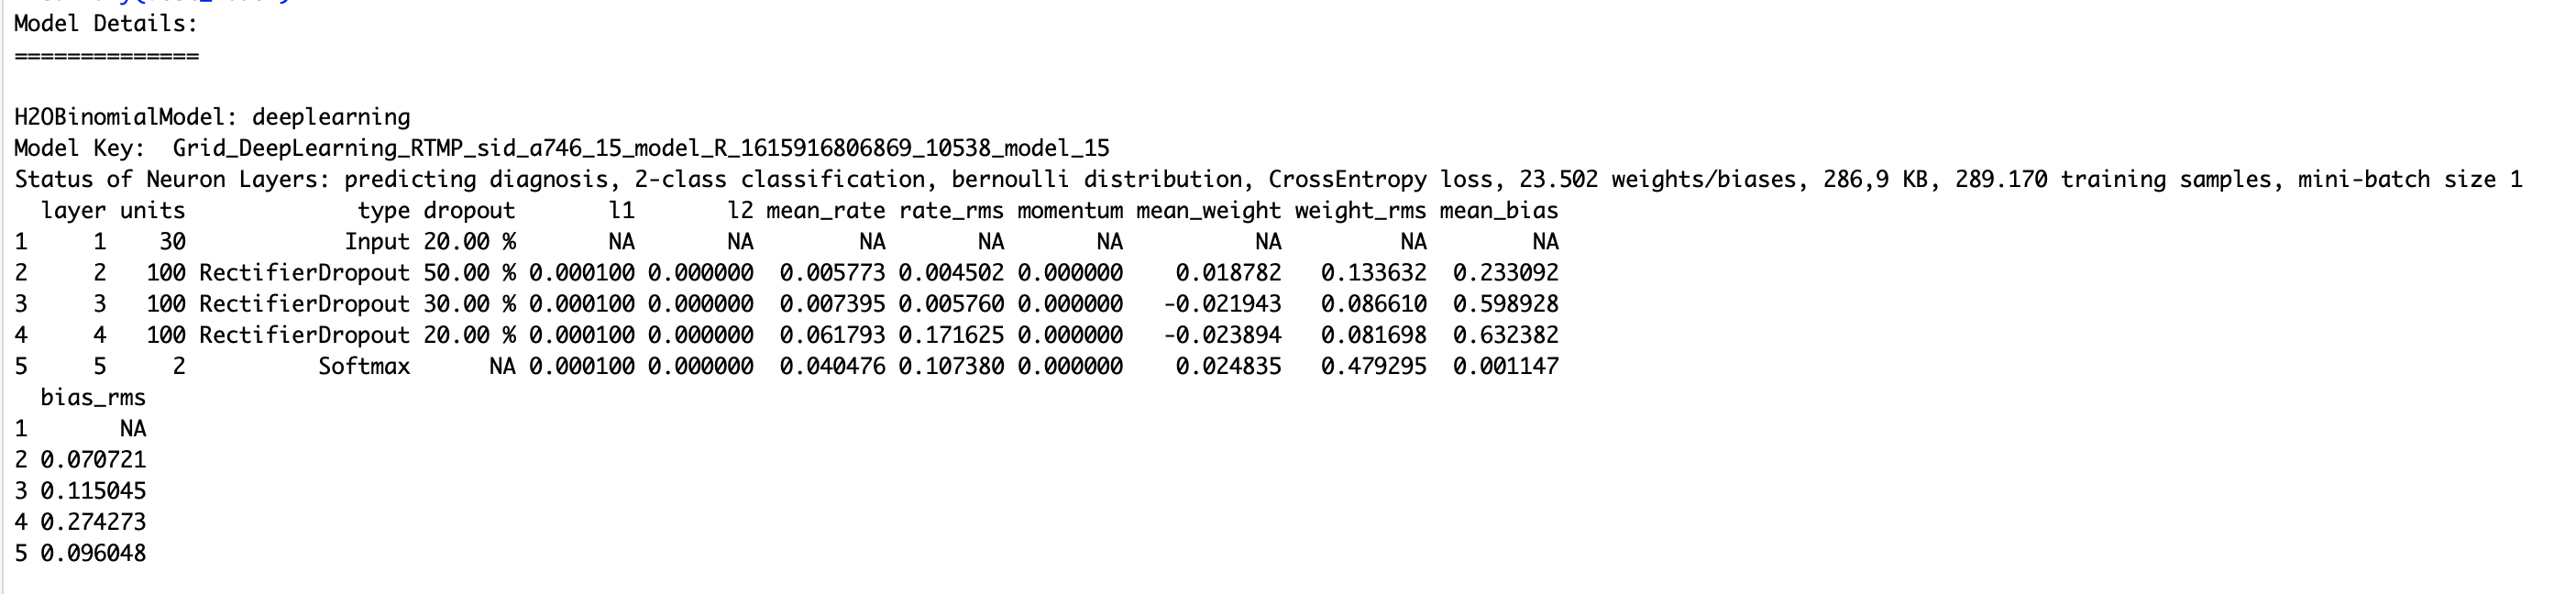 Model Details:
==============
H2OBinomialModel: deeplearning
Model Key:  Grid_DeepLearning_RTMP_sid_a746_15_model_R_1615916806869_10538_model_15
Status of Neuron Layers: predicting diagnosis, 2-class classification, bernoulli distribution, CrossEntropy loss, 23.502 weights/biases, 286,9 KB, 289.170 training samples, mini-batch size 1
  layer units             type dropout       l1       l2 mean_rate rate_rms momentum mean_weight weight_rms mean_bias
1     1    30            Input 20.00 %       NA       NA        NA       NA       NA          NA         NA        NA
2     2   100 RectifierDropout 50.00 % 0.000100 0.000000  0.005773 0.004502 0.000000    0.018782   0.133632  0.233092
3     3   100 RectifierDropout 30.00 % 0.000100 0.000000  0.007395 0.005760 0.000000   -0.021943   0.086610  0.598928
4     4   100 RectifierDropout 20.00 % 0.000100 0.000000  0.061793 0.171625 0.000000   -0.023894   0.081698  0.632382
5     5     2          Softmax      NA 0.000100 0.000000  0.040476 0.107380 0.000000    0.024835   0.479295  0.001147
  bias_rms
1       NA
2 0.070721
3 0.115045
4 0.274273
5 0.096048